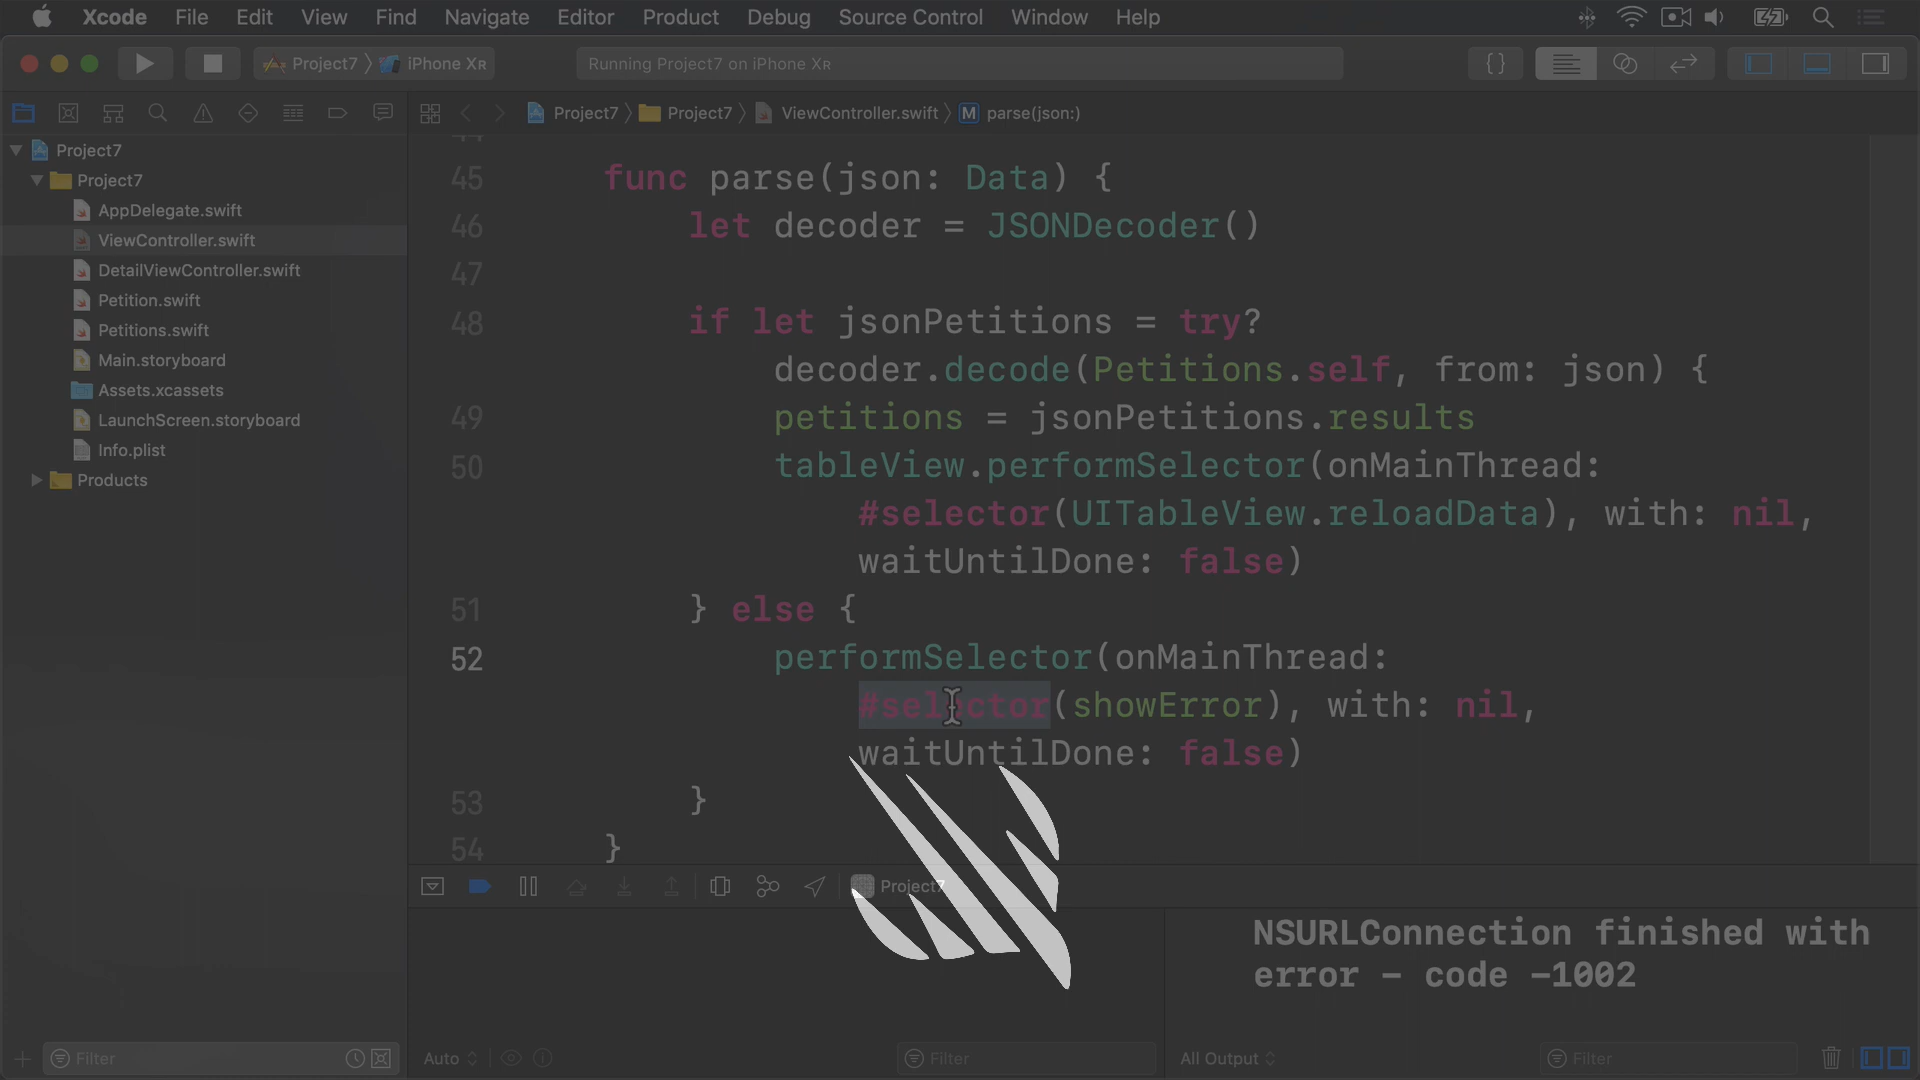 Xcode File Edit View Find Navigate Editor Product Debug Source Control Window Help
Project7 iPhone XR
Running Project7 on iPhone XR
{}
Project7 Project7 ViewController.swift M parse(json:)
Project7
Project7
AppDelegate.swift
ViewController.swift
DetailViewController.swift
Petition.swift
Petitions.swift
Main.storyboard
Assets.xcassets
LaunchScreen.storyboard
Info.plist
Products
44
45 func parse(json: Data) {
46 let decoder = JSONDecoder()
47
48 if let jsonPetitions = try?
decoder.decode(Petitions.self, from: json) {
49 petitions = jsonPetitions.results
50 tableView.performSelector(onMainThread:
#selector(UITableView.reloadData), with: nil,
waitUntilDone: false)
51 } else {
52 performSelector(onMainThread:
#selector(showError), with: nil,
waitUntilDone: false)
53 }
54 }
Project7
NSURLConnection finished with
error - code -1002
Filter
Auto
Filter
All Output
Filter